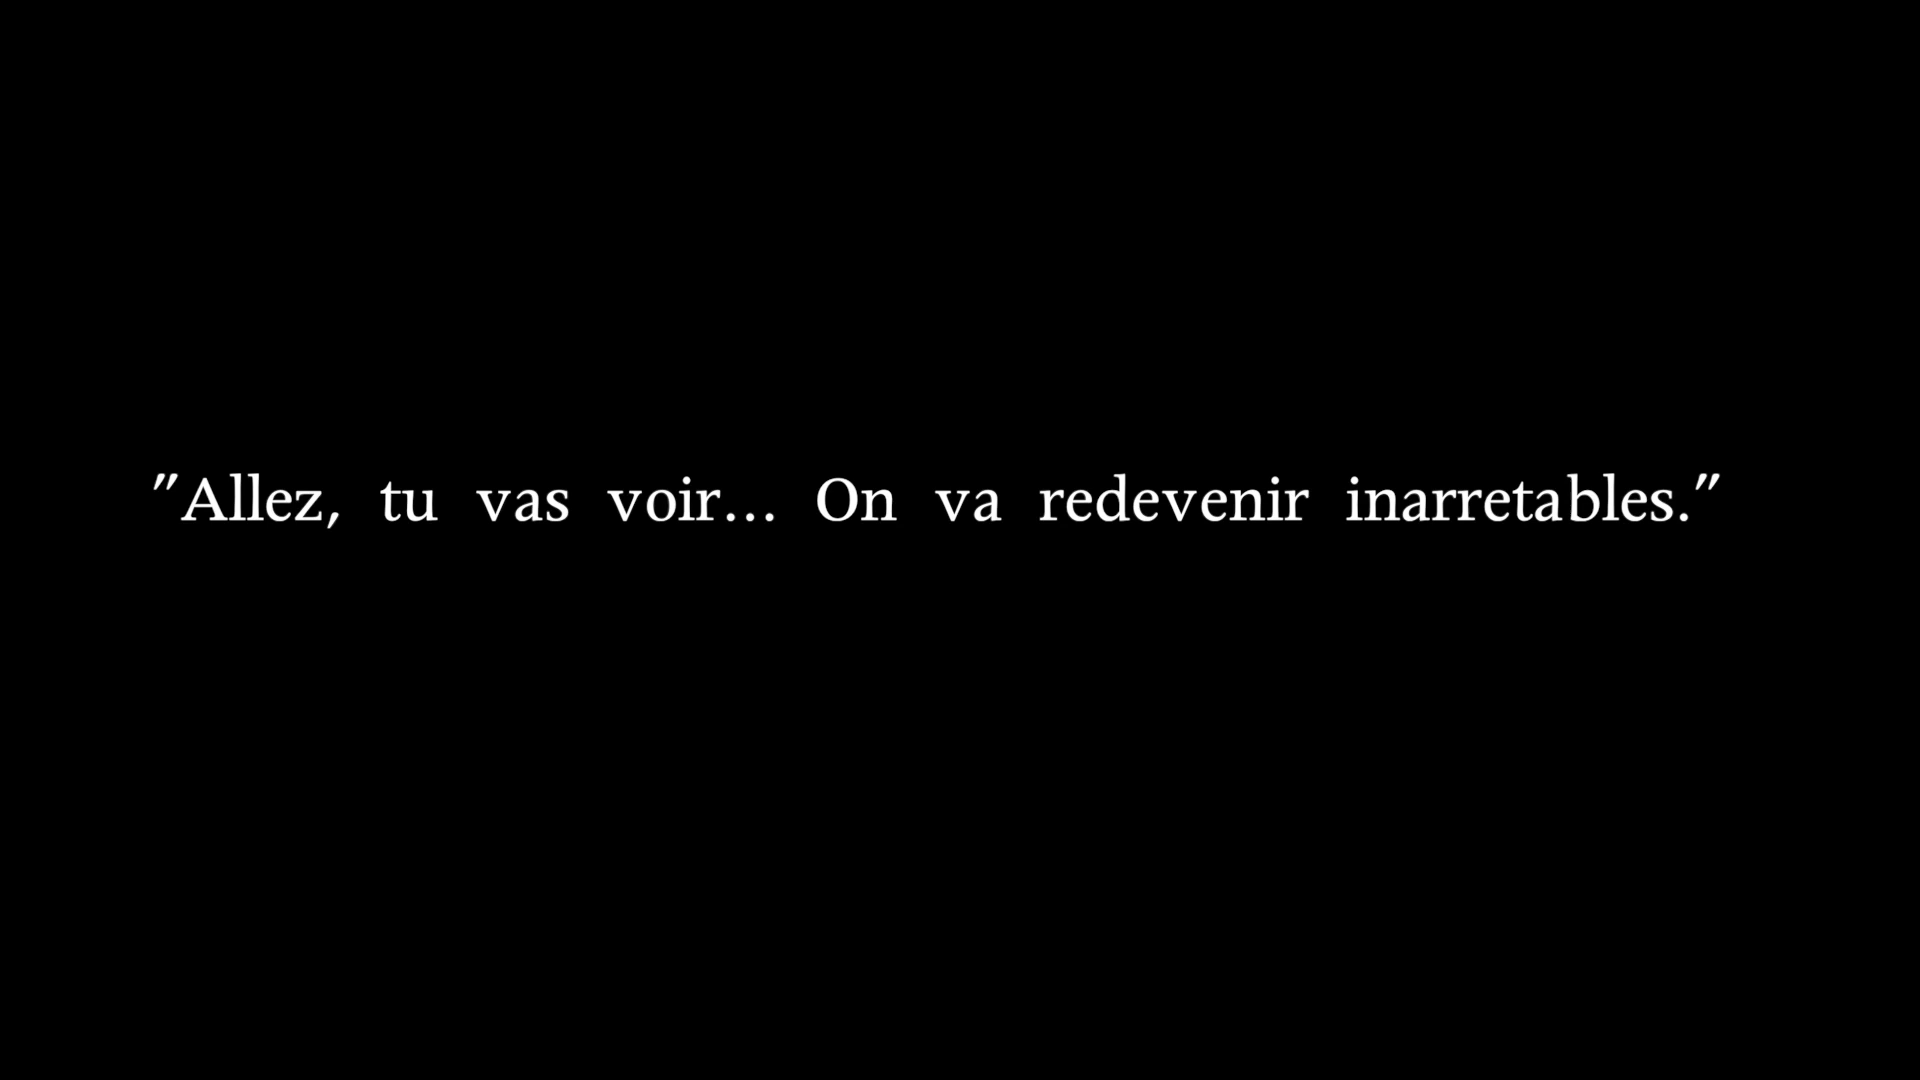 "Allez, tu vas voir... On va redevenir inarretables."